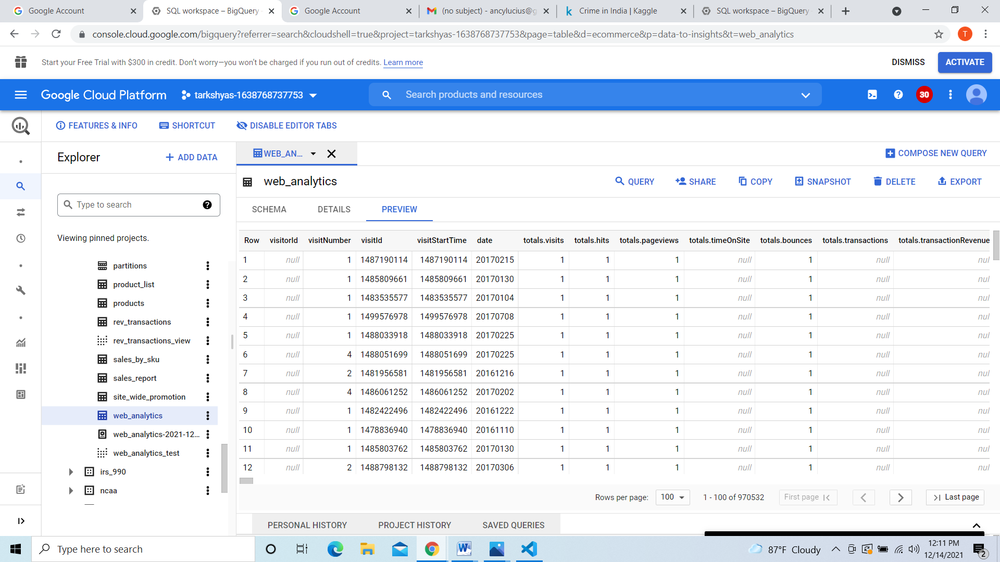 Google Account
SQL workspace – BigQuery
Google Account
(no subject) - ancylucius@g
Crime in India | Kaggle
SQL workspace – BigQuery
console.cloud.google.com/bigquery?referrer=search&cloudshell=true&project=tarkshyas-1638768737753&page=table&d=ecommerce&p=data-to-insights&t=web_analytics
T
Start your Free Trial with $300 in credit. Don't worry—you won't be charged if you run out of credits. Learn more
DISMISS
ACTIVATE
Google Cloud Platform
tarkshyas-1638768737753
Search products and resources
30
FEATURES & INFO
SHORTCUT
DISABLE EDITOR TABS
Explorer
+ ADD DATA
WEB_AN...
COMPOSE NEW QUERY
web_analytics
QUERY
SHARE
COPY
SNAPSHOT
DELETE
EXPORT
Type to search
SCHEMA
DETAILS
PREVIEW
Viewing pinned projects.
partitions
product_list
products
rev_transactions
rev_transactions_view
sales_by_sku
sales_report
site_wide_promotion
web_analytics
web_analytics-2021-12...
web_analytics_test
irs_990
ncaa
Row visitorId visitNumber visitId visitStartTime date totals.visits totals.hits totals.pageviews totals.timeOnSite totals.bounces totals.transactions totals.transactionRevenue
1 null 1 1487190114 1487190114 20170215 1 1 1 null 1 null nul
2 null 1 1485809661 1485809661 20170130 1 1 1 null 1 null nul
3 null 1 1483535577 1483535577 20170104 1 1 1 null 1 null nul
4 null 1 1499576978 1499576978 20170708 1 1 1 null 1 null nul
5 null 1 1488033918 1488033918 20170225 1 1 1 null 1 null nul
6 null 4 1488051699 1488051699 20170225 1 1 1 null 1 null nul
7 null 2 1481956581 1481956581 20161216 1 1 1 null 1 null nul
8 null 4 1486061252 1486061252 20170202 1 1 1 null 1 null nul
9 null 1 1482422496 1482422496 20161222 1 1 1 null 1 null nul
10 null 1 1478836940 1478836940 20161110 1 1 1 null 1 null nul
11 null 1 1485803762 1485803762 20170130 1 1 1 null 1 null nul
12 null 2 1488798132 1488798132 20170306 1 1 1 null 1 null nul
Rows per page: 100 1 - 100 of 970532 First page Last page
PERSONAL HISTORY
PROJECT HISTORY
SAVED QUERIES
Type here to search
87°F Cloudy
12:11 PM
12/14/2021
2